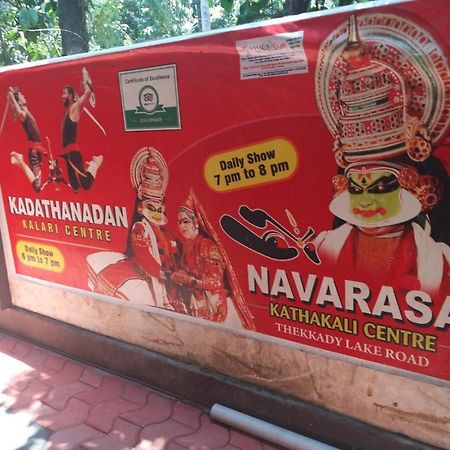 Certificate of Excellence
KADATHANADAN
KALARI CENTRE
Daily Show
6 pm to 7 pm
Daily Show
7 pm to 8 pm
NAVARASA
KATHAKALI CENTRE
THEKKADY LAKE ROAD